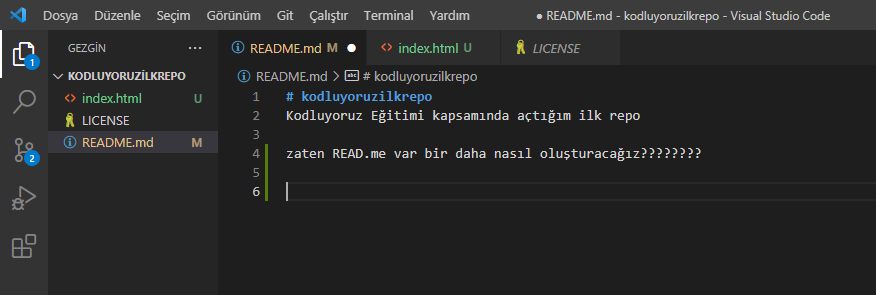 Dosya Düzenle Seçim Görünüm Git Çalıştır Terminal Yardım ● README.md - kodluyoruzilkrepo - Visual Studio Code
GEZGİN ...
KODLUYORUZİLKREPO
index.html U
LICENSE
README.md M
1
2
README.md M ●
index.html U
LICENSE
README.md > # kodluyoruzilkrepo
1 # kodluyoruzilkrepo
2 Kodluyoruz Eğitimi kapsamında açtığım ilk repo
3
4 zaten READ.me var bir daha nasıl oluşturacağız????????
5
6